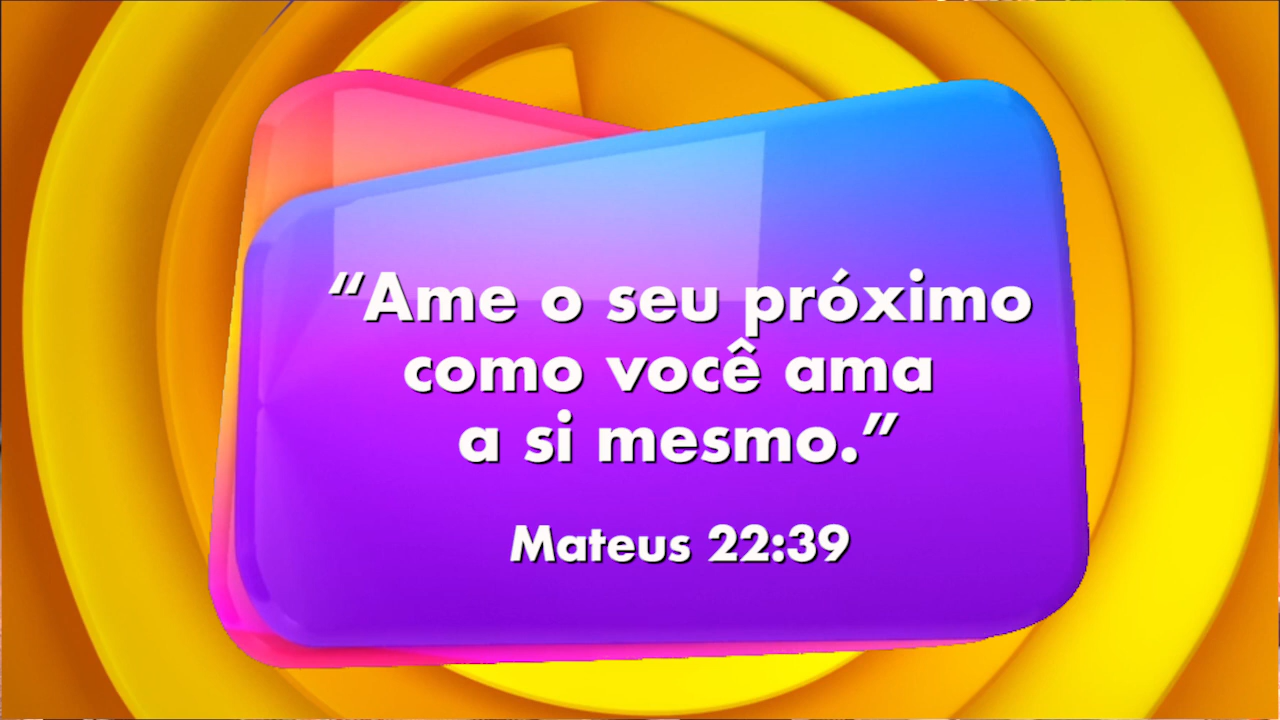 “Ame o seu próximo
como você ama
a si mesmo.”
Mateus 22:39